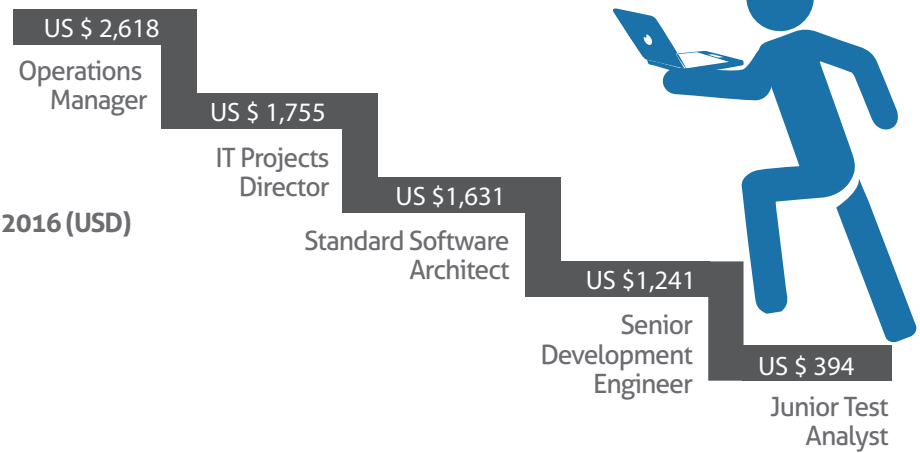 US $ 2,618
Operations
Manager
US $ 1,755
IT Projects
Director
2016 (USD)
US $1,631
Standard Software
Architect
US $1,241
Senior
Development
Engineer
US $ 394
Junior Test
Analyst